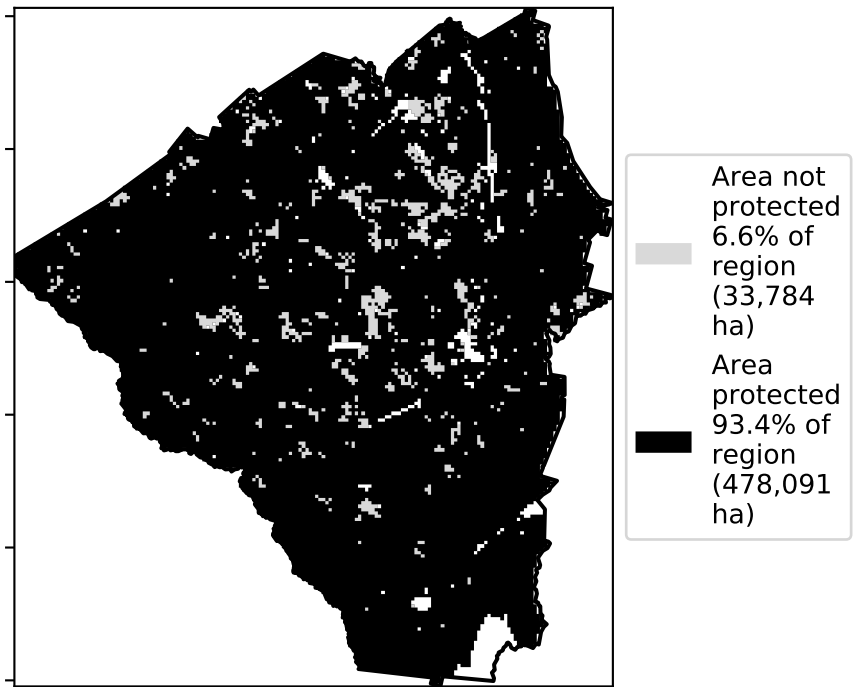 Area not
protected
6.6% of
region
(33,784
ha)
Area
protected
93.4% of
region
(478,091
ha)